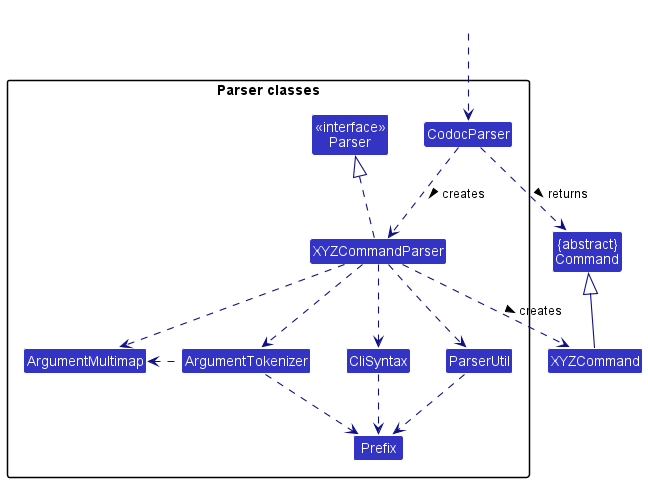 Parser classes
«interface»
Parser
CodocParser
creates
returns
XYZCommandParser
{abstract}
Command
creates
ArgumentMultimap
ArgumentTokenizer
CliSyntax
ParserUtil
XYZCommand
Prefix